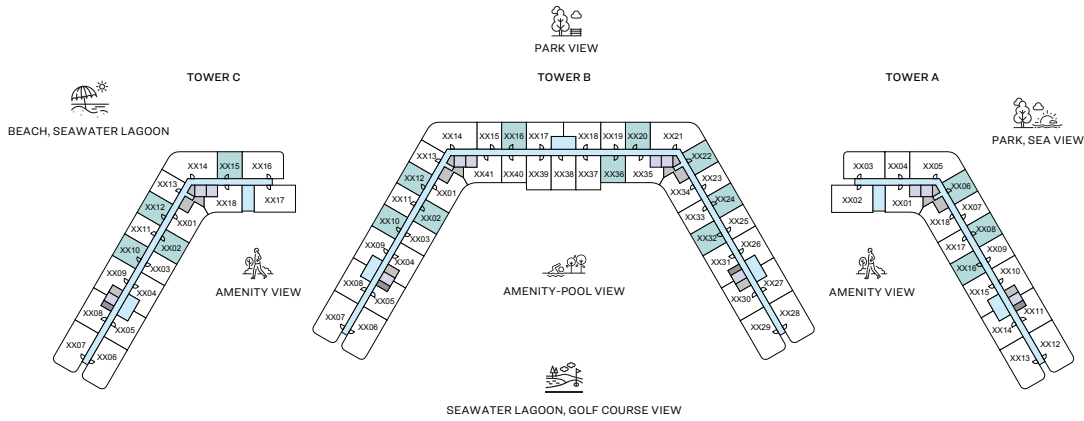 PARK VIEW
TOWER C
TOWER B
TOWER A
BEACH, SEAWATER LAGOON
PARK, SEA VIEW
XX14
XX15
XX16
XX13
XX12
XX11
XX10
XX09
XX08
XX07
XX06
XX05
XX04
XX03
XX02
XX01
XX18
XX17
AMENITY VIEW
XX14
XX15
XX16
XX17
XX18
XX19
XX20
XX21
XX13
XX12
XX11
XX10
XX09
XX08
XX07
XX06
XX05
XX04
XX03
XX02
XX01
XX41
XX40
XX39
XX38
XX37
XX36
XX35
XX34
XX33
XX32
XX31
XX30
XX29
XX22
XX23
XX24
XX25
XX26
XX27
XX28
AMENITY-POOL VIEW
XX03
XX04
XX05
XX02
XX01
XX18
XX17
XX16
XX15
XX14
XX13
XX06
XX07
XX08
XX09
XX10
XX11
XX12
AMENITY VIEW
SEAWATER LAGOON, GOLF COURSE VIEW